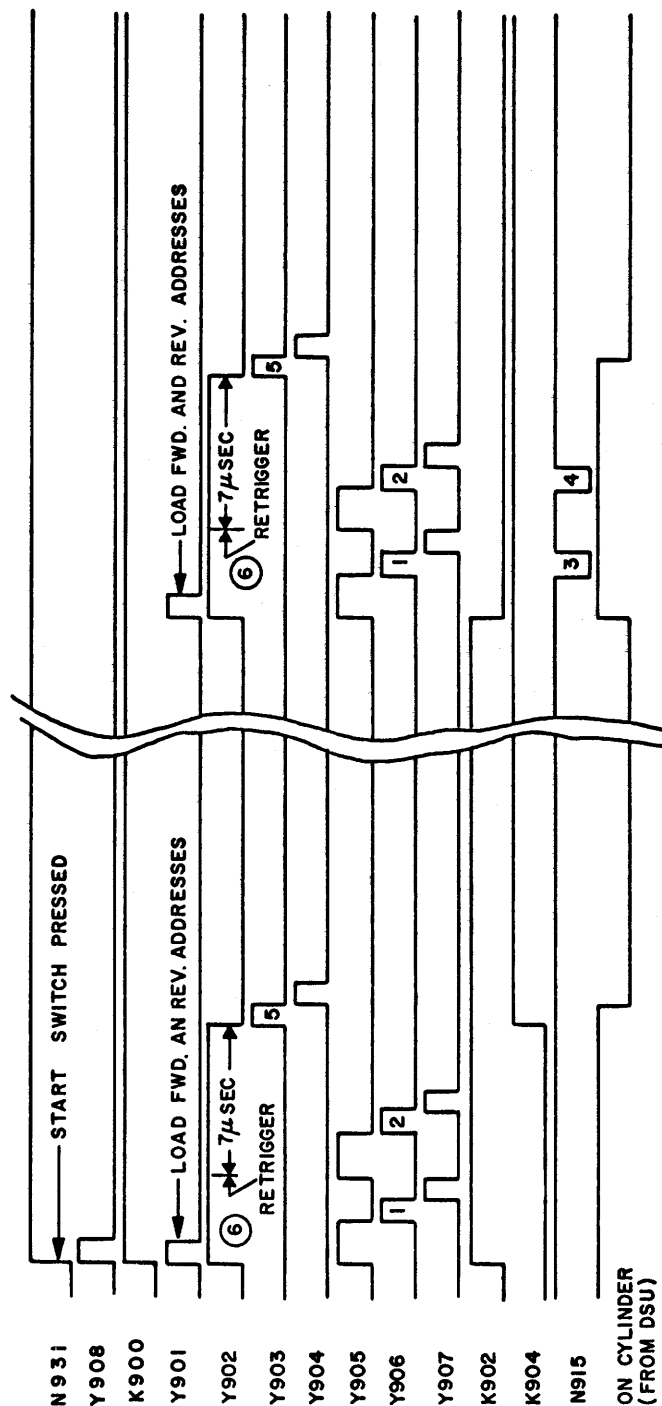 N931
START SWITCH PRESSED
Y908
K900
Y901
LOAD FWD. AN REV. ADDRESSES
LOAD FWD. AND REV. ADDRESSES
Y902
6
7µSEC
RETRIGGER
6
7µSEC
RETRIGGER
Y903
5
5
Y904
Y905
Y906
1
2
1
2
Y907
K902
K904
N915
3
4
ON CYLINDER
(FROM DSU)